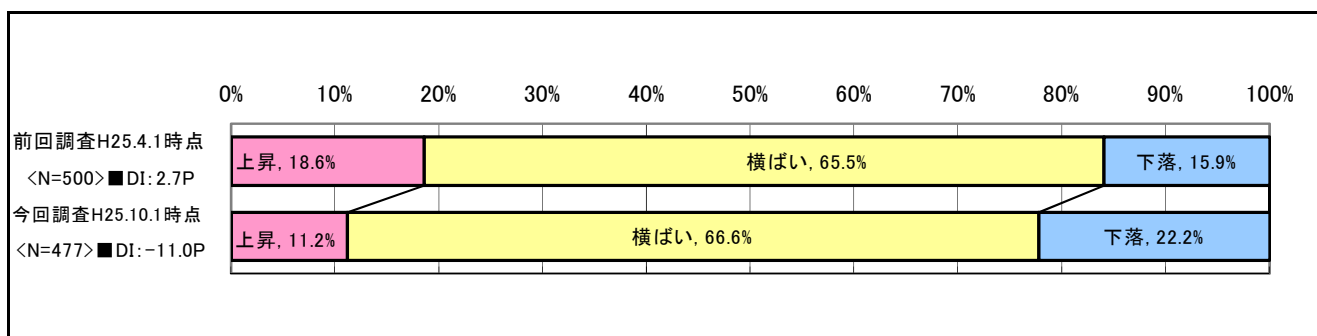 0% 10% 20% 30% 40% 50% 60% 70% 80% 90% 100%
前回調査H25.4.1時点
<N=500>■DI:2.7P
上昇, 18.6% 横ばい, 65.5% 下落, 15.9%
今回調査H25.10.1時点
<N=477>■DI:-11.0P
上昇, 11.2% 横ばい, 66.6% 下落, 22.2%